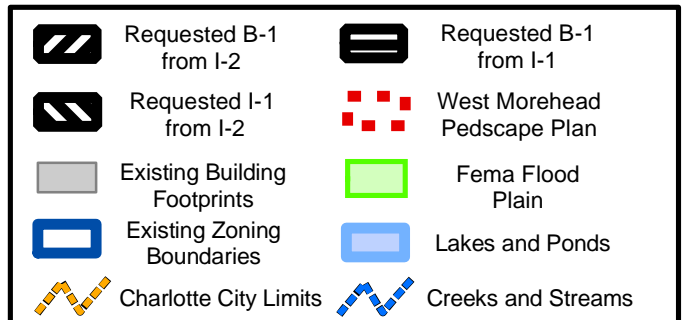 Requested B-1
from I-2
Requested B-1
from I-1
Requested I-1
from I-2
West Morehead
Pedscape Plan
Existing Building
Footprints
Fema Flood
Plain
Existing Zoning
Boundaries
Lakes and Ponds
Charlotte City Limits
Creeks and Streams